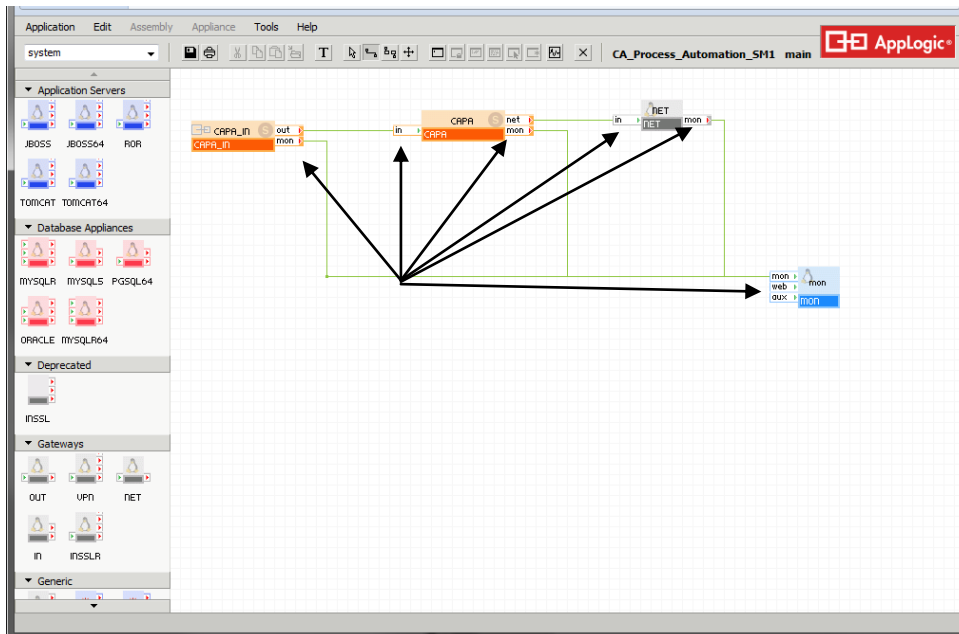 Application Edit Assembly Appliance Tools Help
system
T
CA_Process_Automation_SM1 main
AppLogic
Application Servers
JBOSS JBOSS64 ROR
TOMCAT TOMCAT64
Database Appliances
MYSQLR MYSQL5 PGSQL64
ORACLE MYSQLR64
Deprecated
INSSL
Gateways
OUT VPN NET
IN INSSLR
Generic
CAPA_IN S out
mon
CAPA_IN
in
CAPA S net
mon
CAPA
in
NET
NET
mon
mon
web
aux
mon
mon